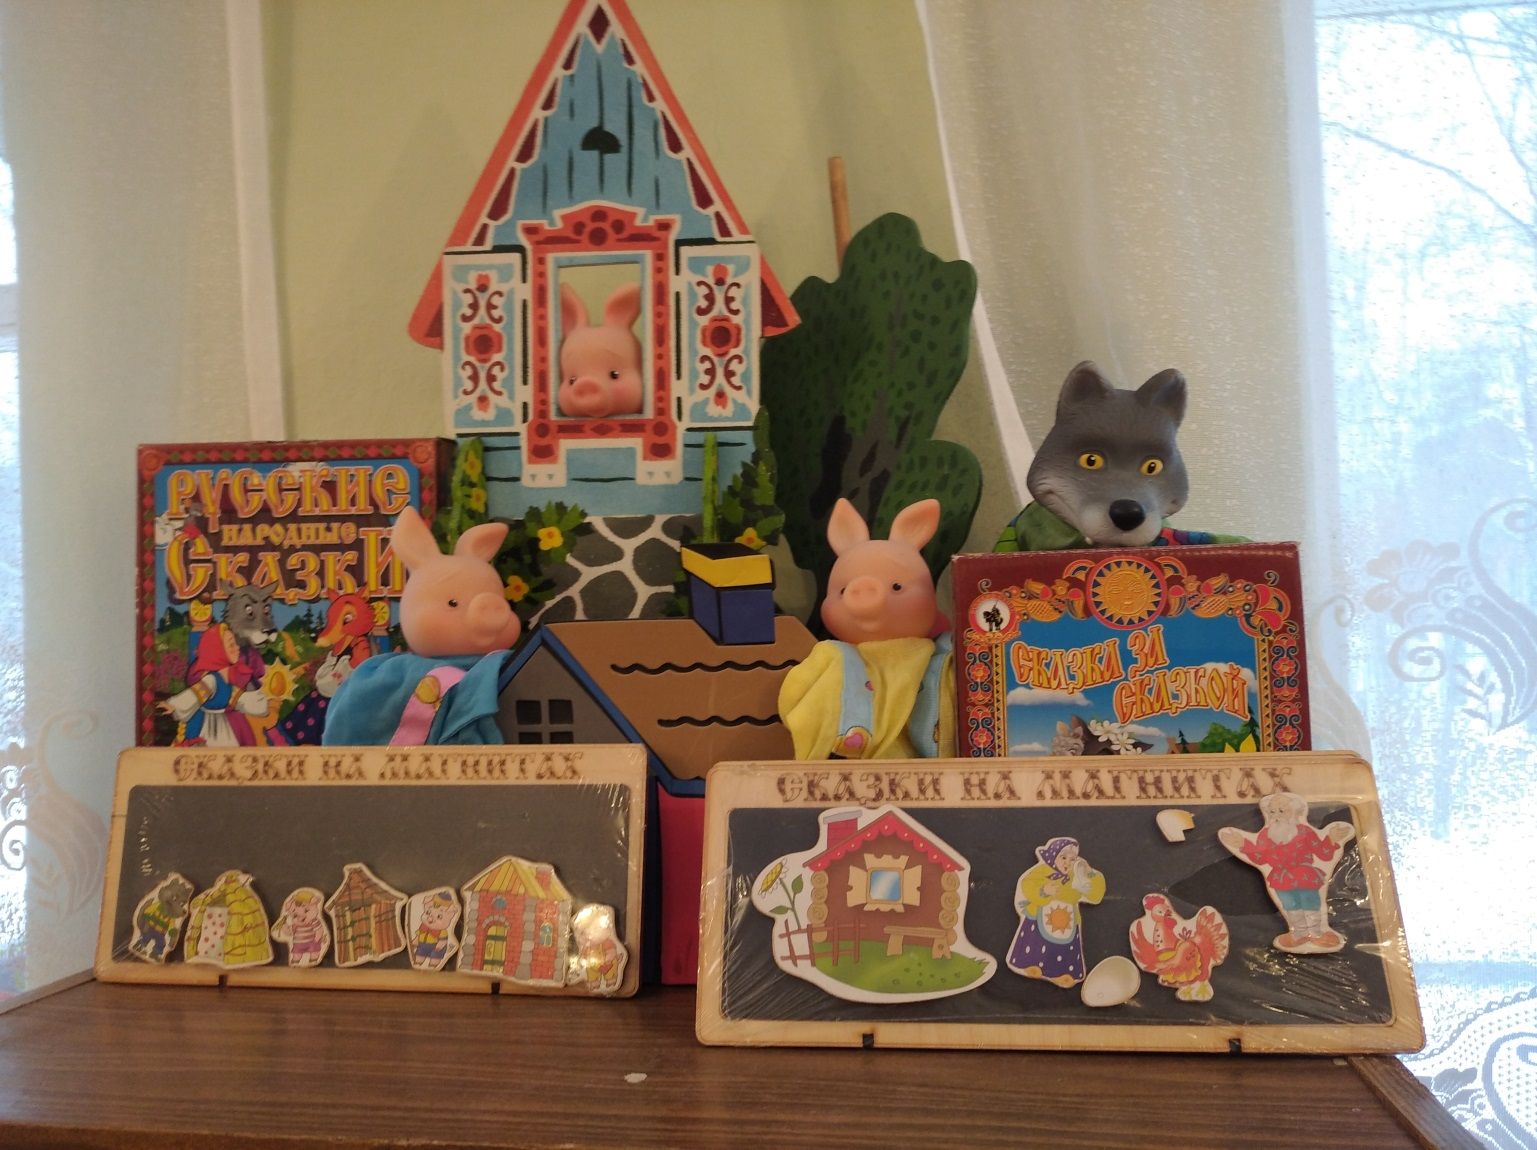 РУССКИЕ
НАРОДНЫЕ
СКАЗКИ
СКАЗКА ЗА
СКАЗКОЙ
СКАЗКИ НА МАГНИТАХ
СКАЗКИ НА МАГНИТАХ